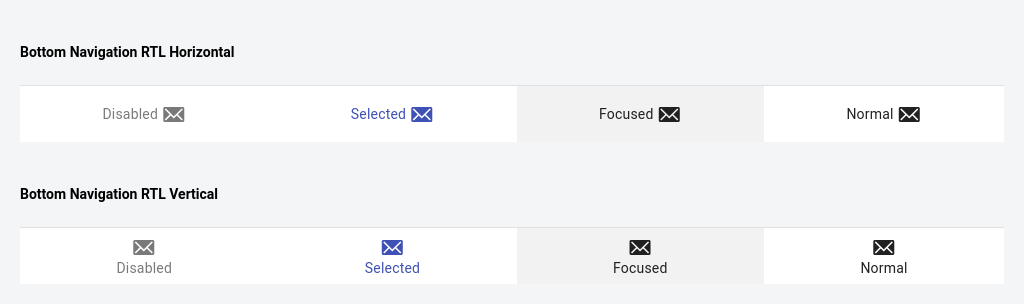 Bottom Navigation RTL Horizontal
Disabled Selected Focused Normal
Bottom Navigation RTL Vertical
Disabled Selected Focused Normal